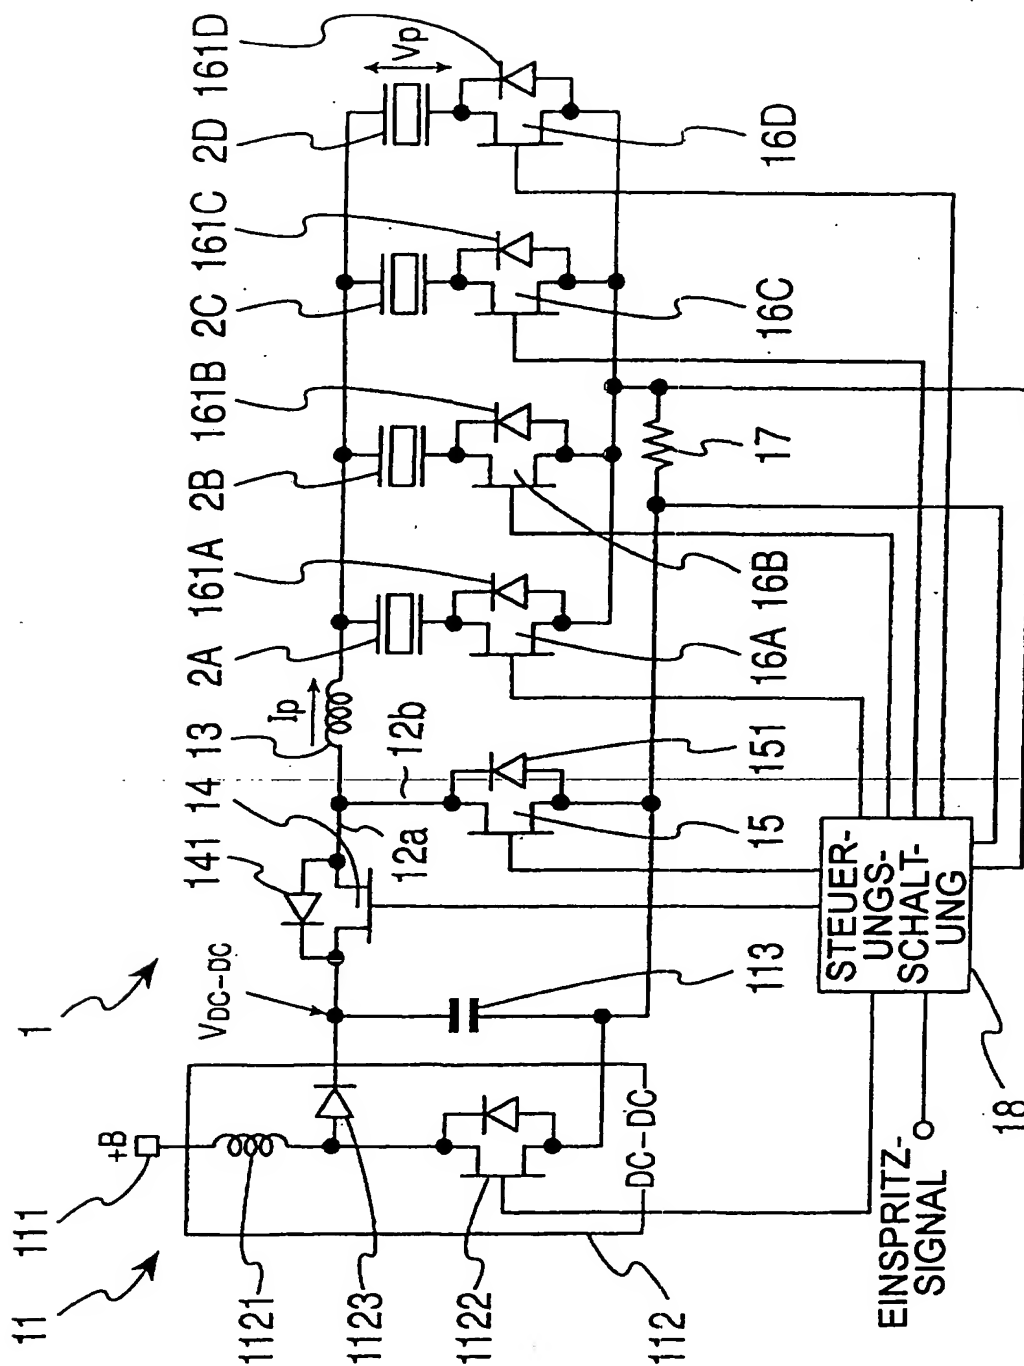 1
11
111
+B
VDC-DC
141
14
13
Ip
2A
161A
2B
161B
2C
161C
2D
161D
Vp
12a
12b
1121
1123
1122
112
DC-DC
113
15
151
16A
16B
17
16C
16D
STEUER-
UNGS-
SCHALT-
UNG
18
EINSPRITZ-
SIGNAL